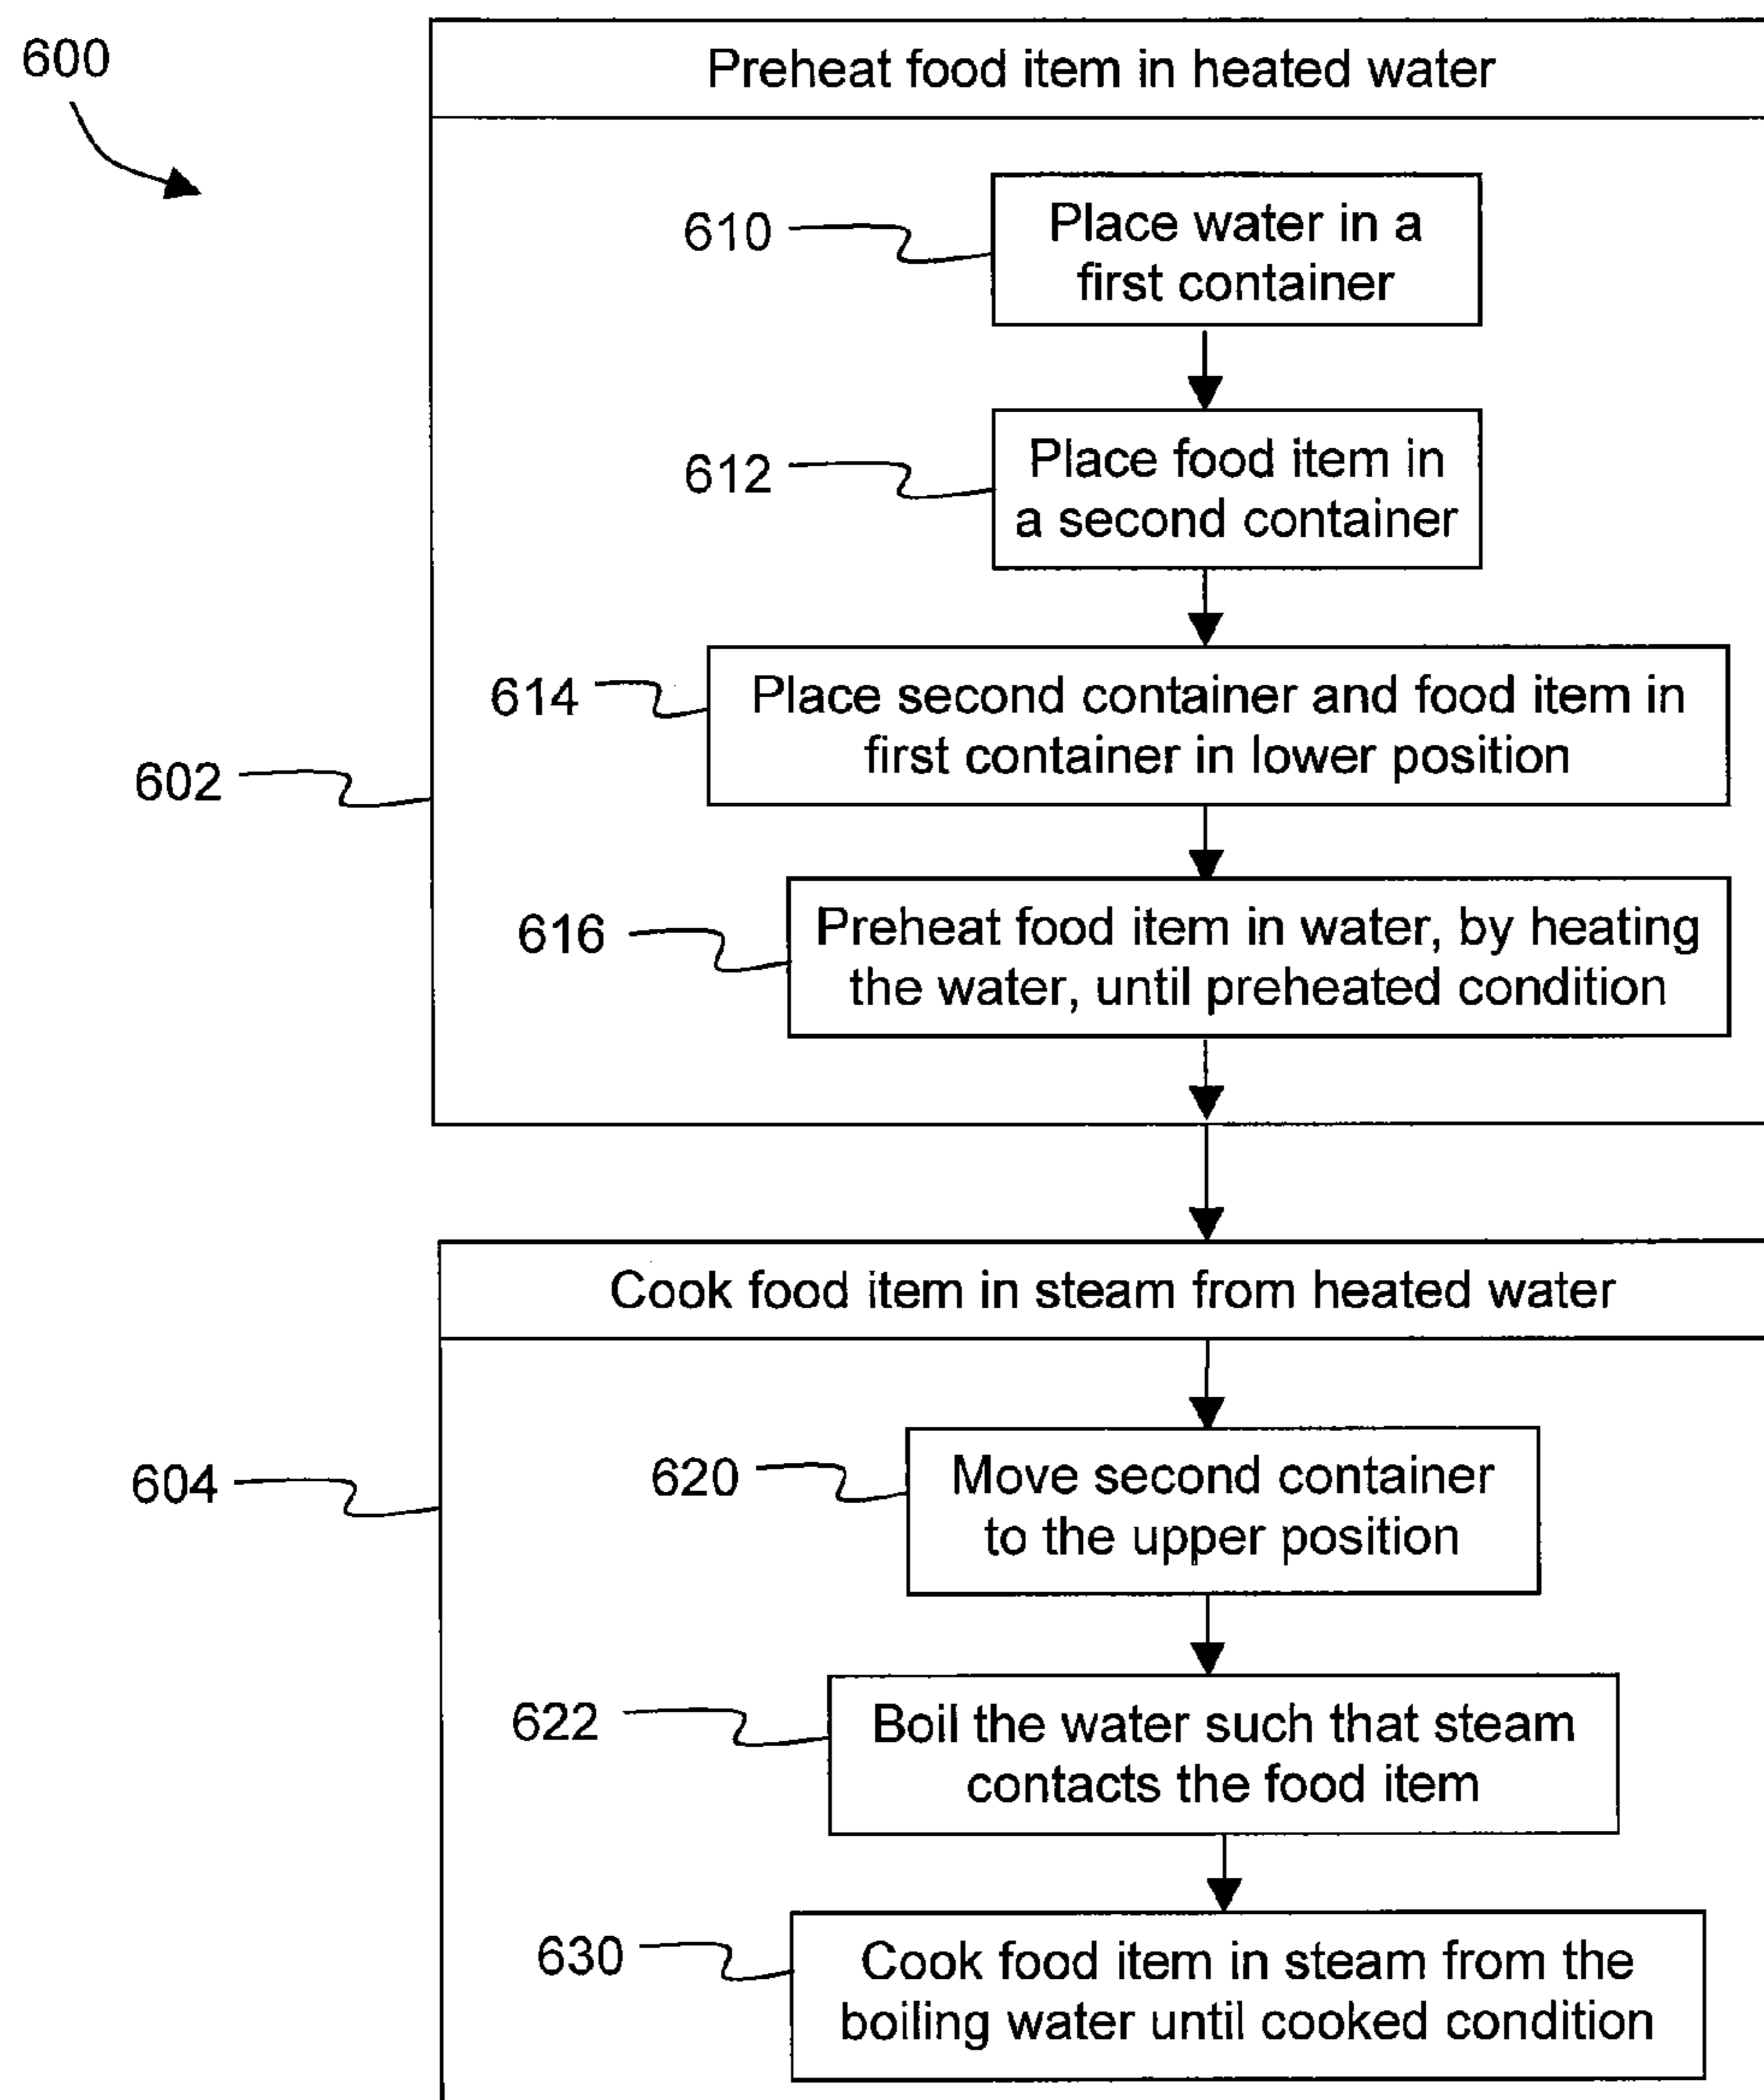 600
Preheat food item in heated water
610
Place water in a
first container
612
Place food item in
a second container
614
Place second container and food item in
first container in lower position
602
616
Preheat food item in water, by heating
the water, until preheated condition
Cook food item in steam from heated water
620
Move second container
to the upper position
604
622
Boil the water such that steam
contacts the food item
630
Cook food item in steam from the
boiling water until cooked condition